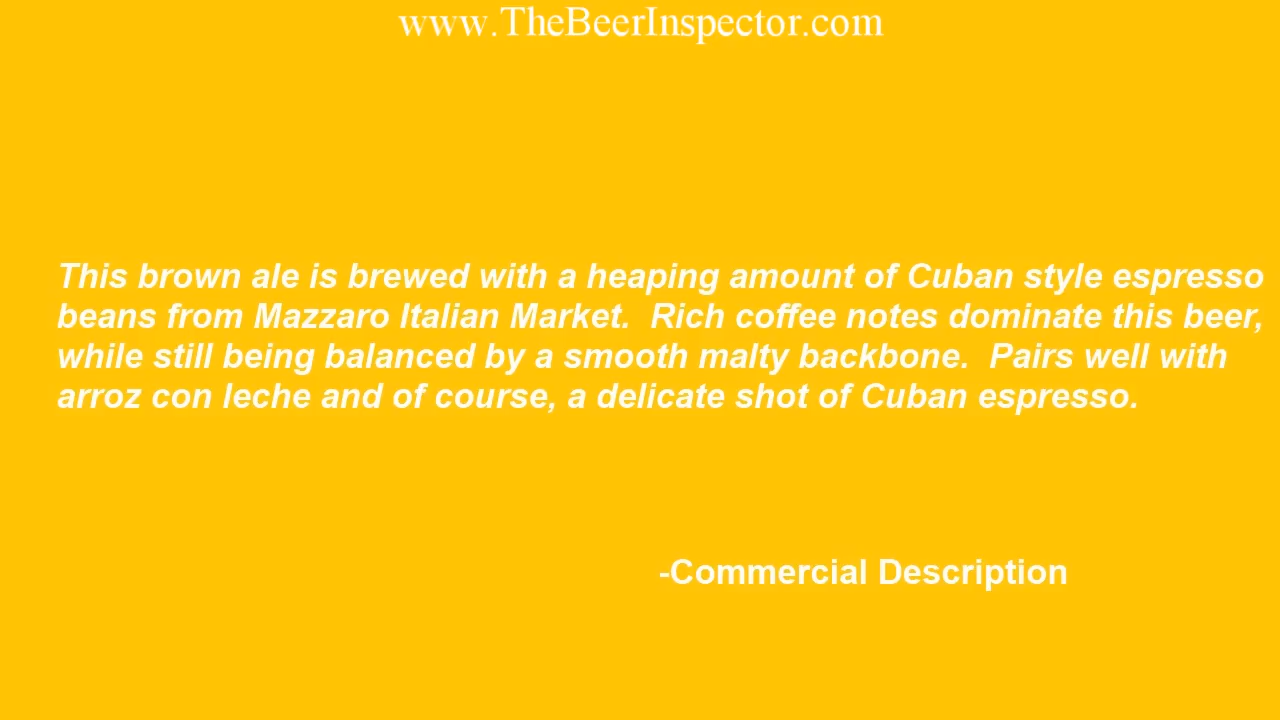 www.TheBeerInspector.com
This brown ale is brewed with a heaping amount of Cuban style espresso
beans from Mazzaro Italian Market.  Rich coffee notes dominate this beer,
while still being balanced by a smooth malty backbone.  Pairs well with
arroz con leche and of course, a delicate shot of Cuban espresso.
-Commercial Description